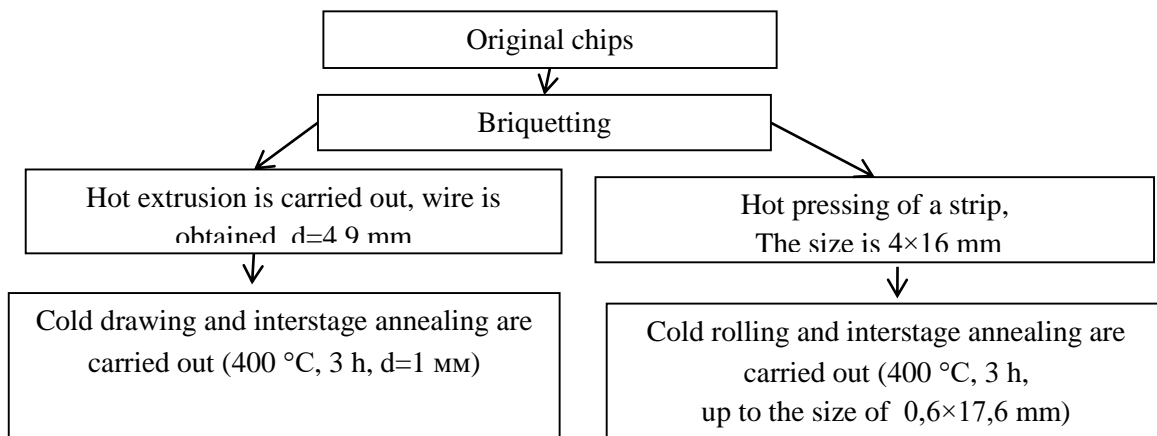 Original chips
Briquetting
Hot extrusion is carried out, wire is
obtained d=4 9 mm
Hot pressing of a strip,
The size is 4×16 mm
Cold drawing and interstage annealing are
carried out (400 °C, 3 h, d=1 мм)
Cold rolling and interstage annealing are
carried out (400 °C, 3 h,
up to the size of 0,6×17,6 mm)